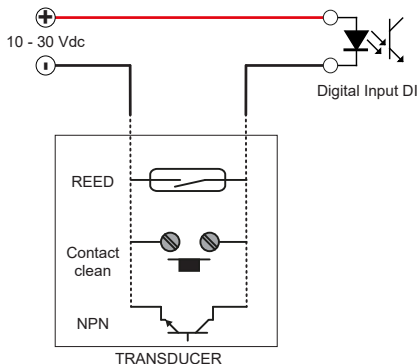 10 - 30 Vdc
Digital Input DI
REED
Contact
clean
NPN
TRANSDUCER